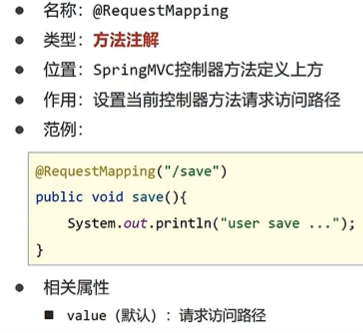 名称：@RequestMapping
类型：方法注解
位置：SpringMVC控制器方法定义上方
作用：设置当前控制器方法请求访问路径
范例：
@RequestMapping("/save")
public void save(){
System.out.println("user save ...");
}
相关属性
value（默认）：请求访问路径